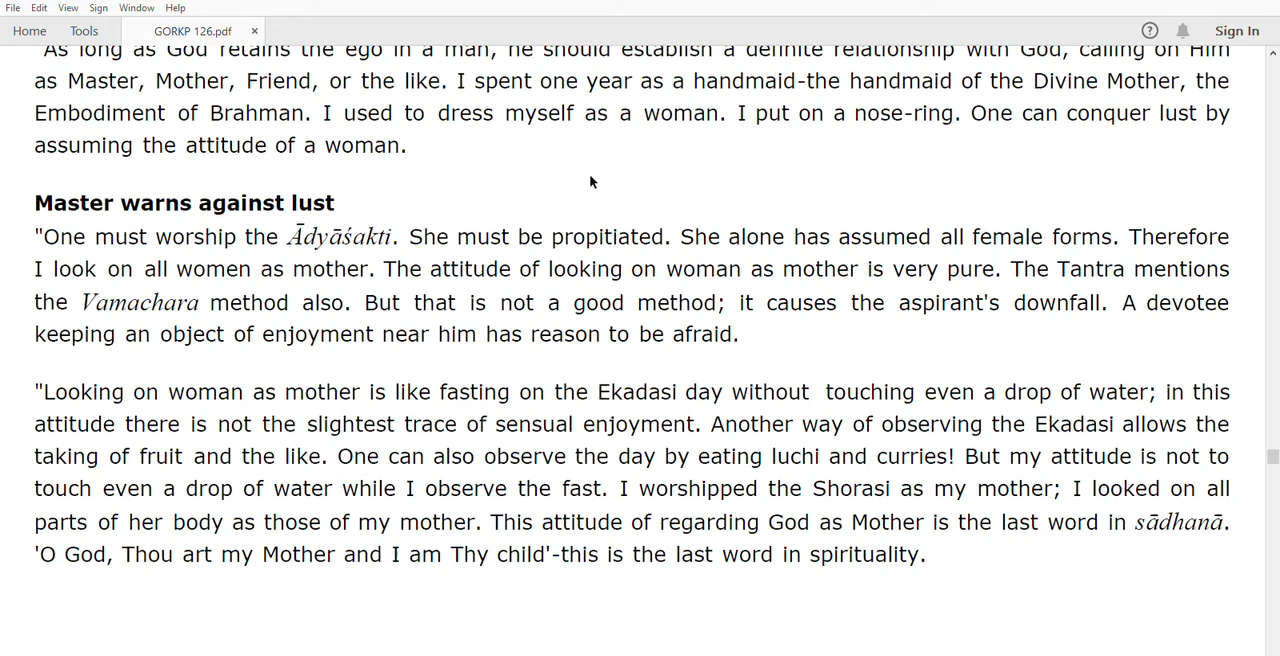 File Edit View Sign Window Help
Home Tools GORKP 126.pdf × Sign In
"As long as God retains the ego in a man, he should establish a definite relationship with God, calling on Him
as Master, Mother, Friend, or the like. I spent one year as a handmaid-the handmaid of the Divine Mother, the
Embodiment of Brahman. I used to dress myself as a woman. I put on a nose-ring. One can conquer lust by
assuming the attitude of a woman.
Master warns against lust
"One must worship the Ādyāśakti. She must be propitiated. She alone has assumed all female forms. Therefore
I look on all women as mother. The attitude of looking on woman as mother is very pure. The Tantra mentions
the Vamachara method also. But that is not a good method; it causes the aspirant's downfall. A devotee
keeping an object of enjoyment near him has reason to be afraid.
"Looking on woman as mother is like fasting on the Ekadasi day without touching even a drop of water; in this
attitude there is not the slightest trace of sensual enjoyment. Another way of observing the Ekadasi allows the
taking of fruit and the like. One can also observe the day by eating luchi and curries! But my attitude is not to
touch even a drop of water while I observe the fast. I worshipped the Shorasi as my mother; I looked on all
parts of her body as those of my mother. This attitude of regarding God as Mother is the last word in sādhanā.
'O God, Thou art my Mother and I am Thy child'-this is the last word in spirituality.